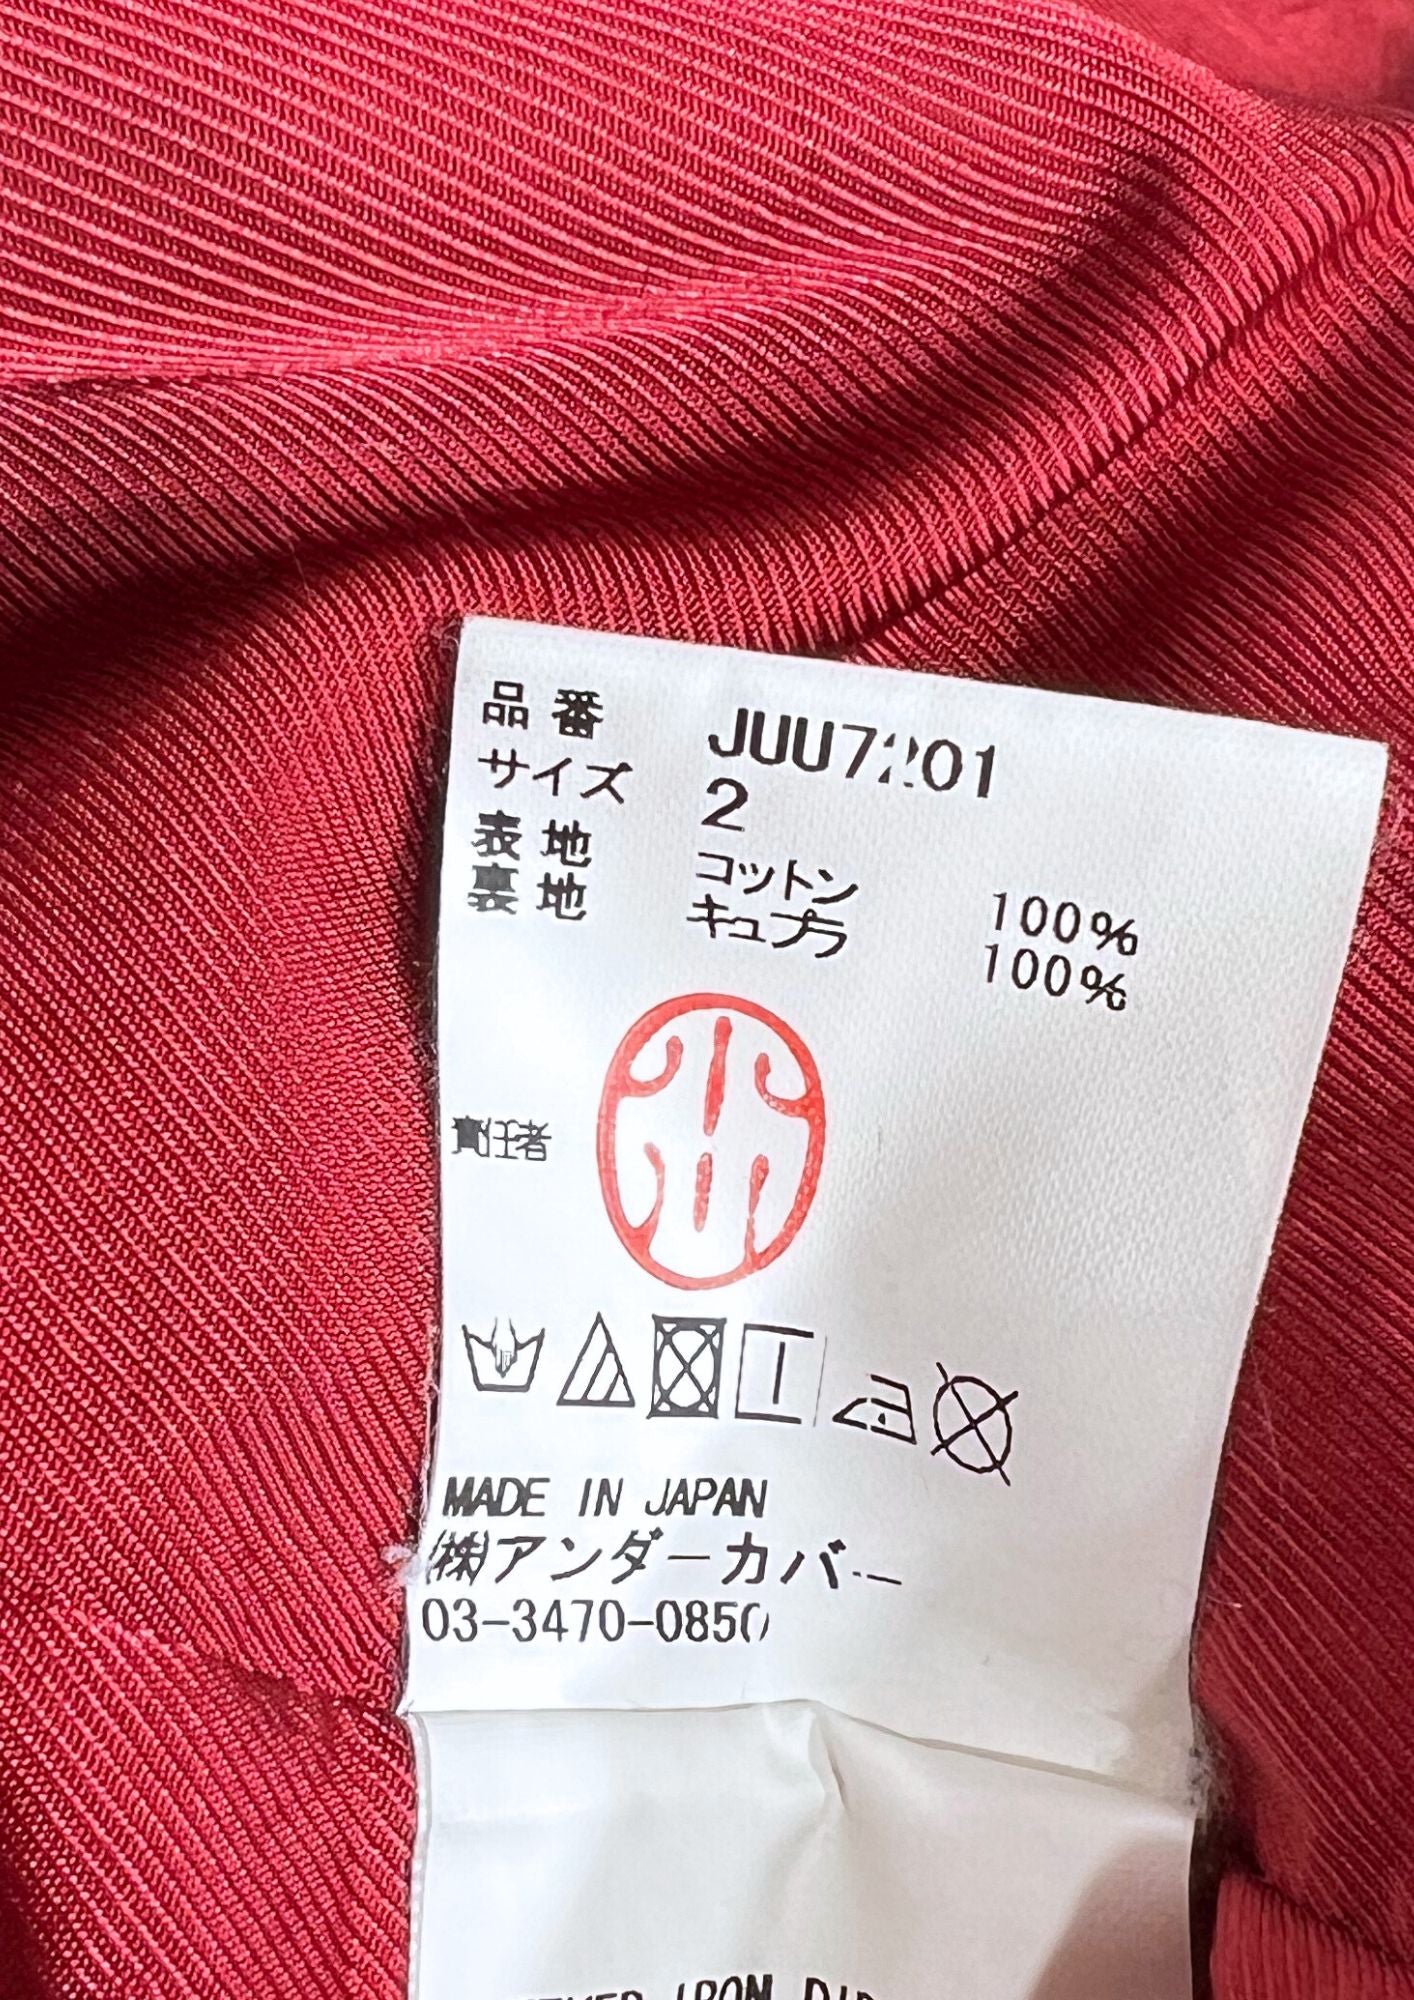 品番 JUU7201
サイズ 2
表地 コットン 100%
裏地 キュプラ 100%
責任者
MADE IN JAPAN
(株)アンダーカバー
03-3470-0850
IRON